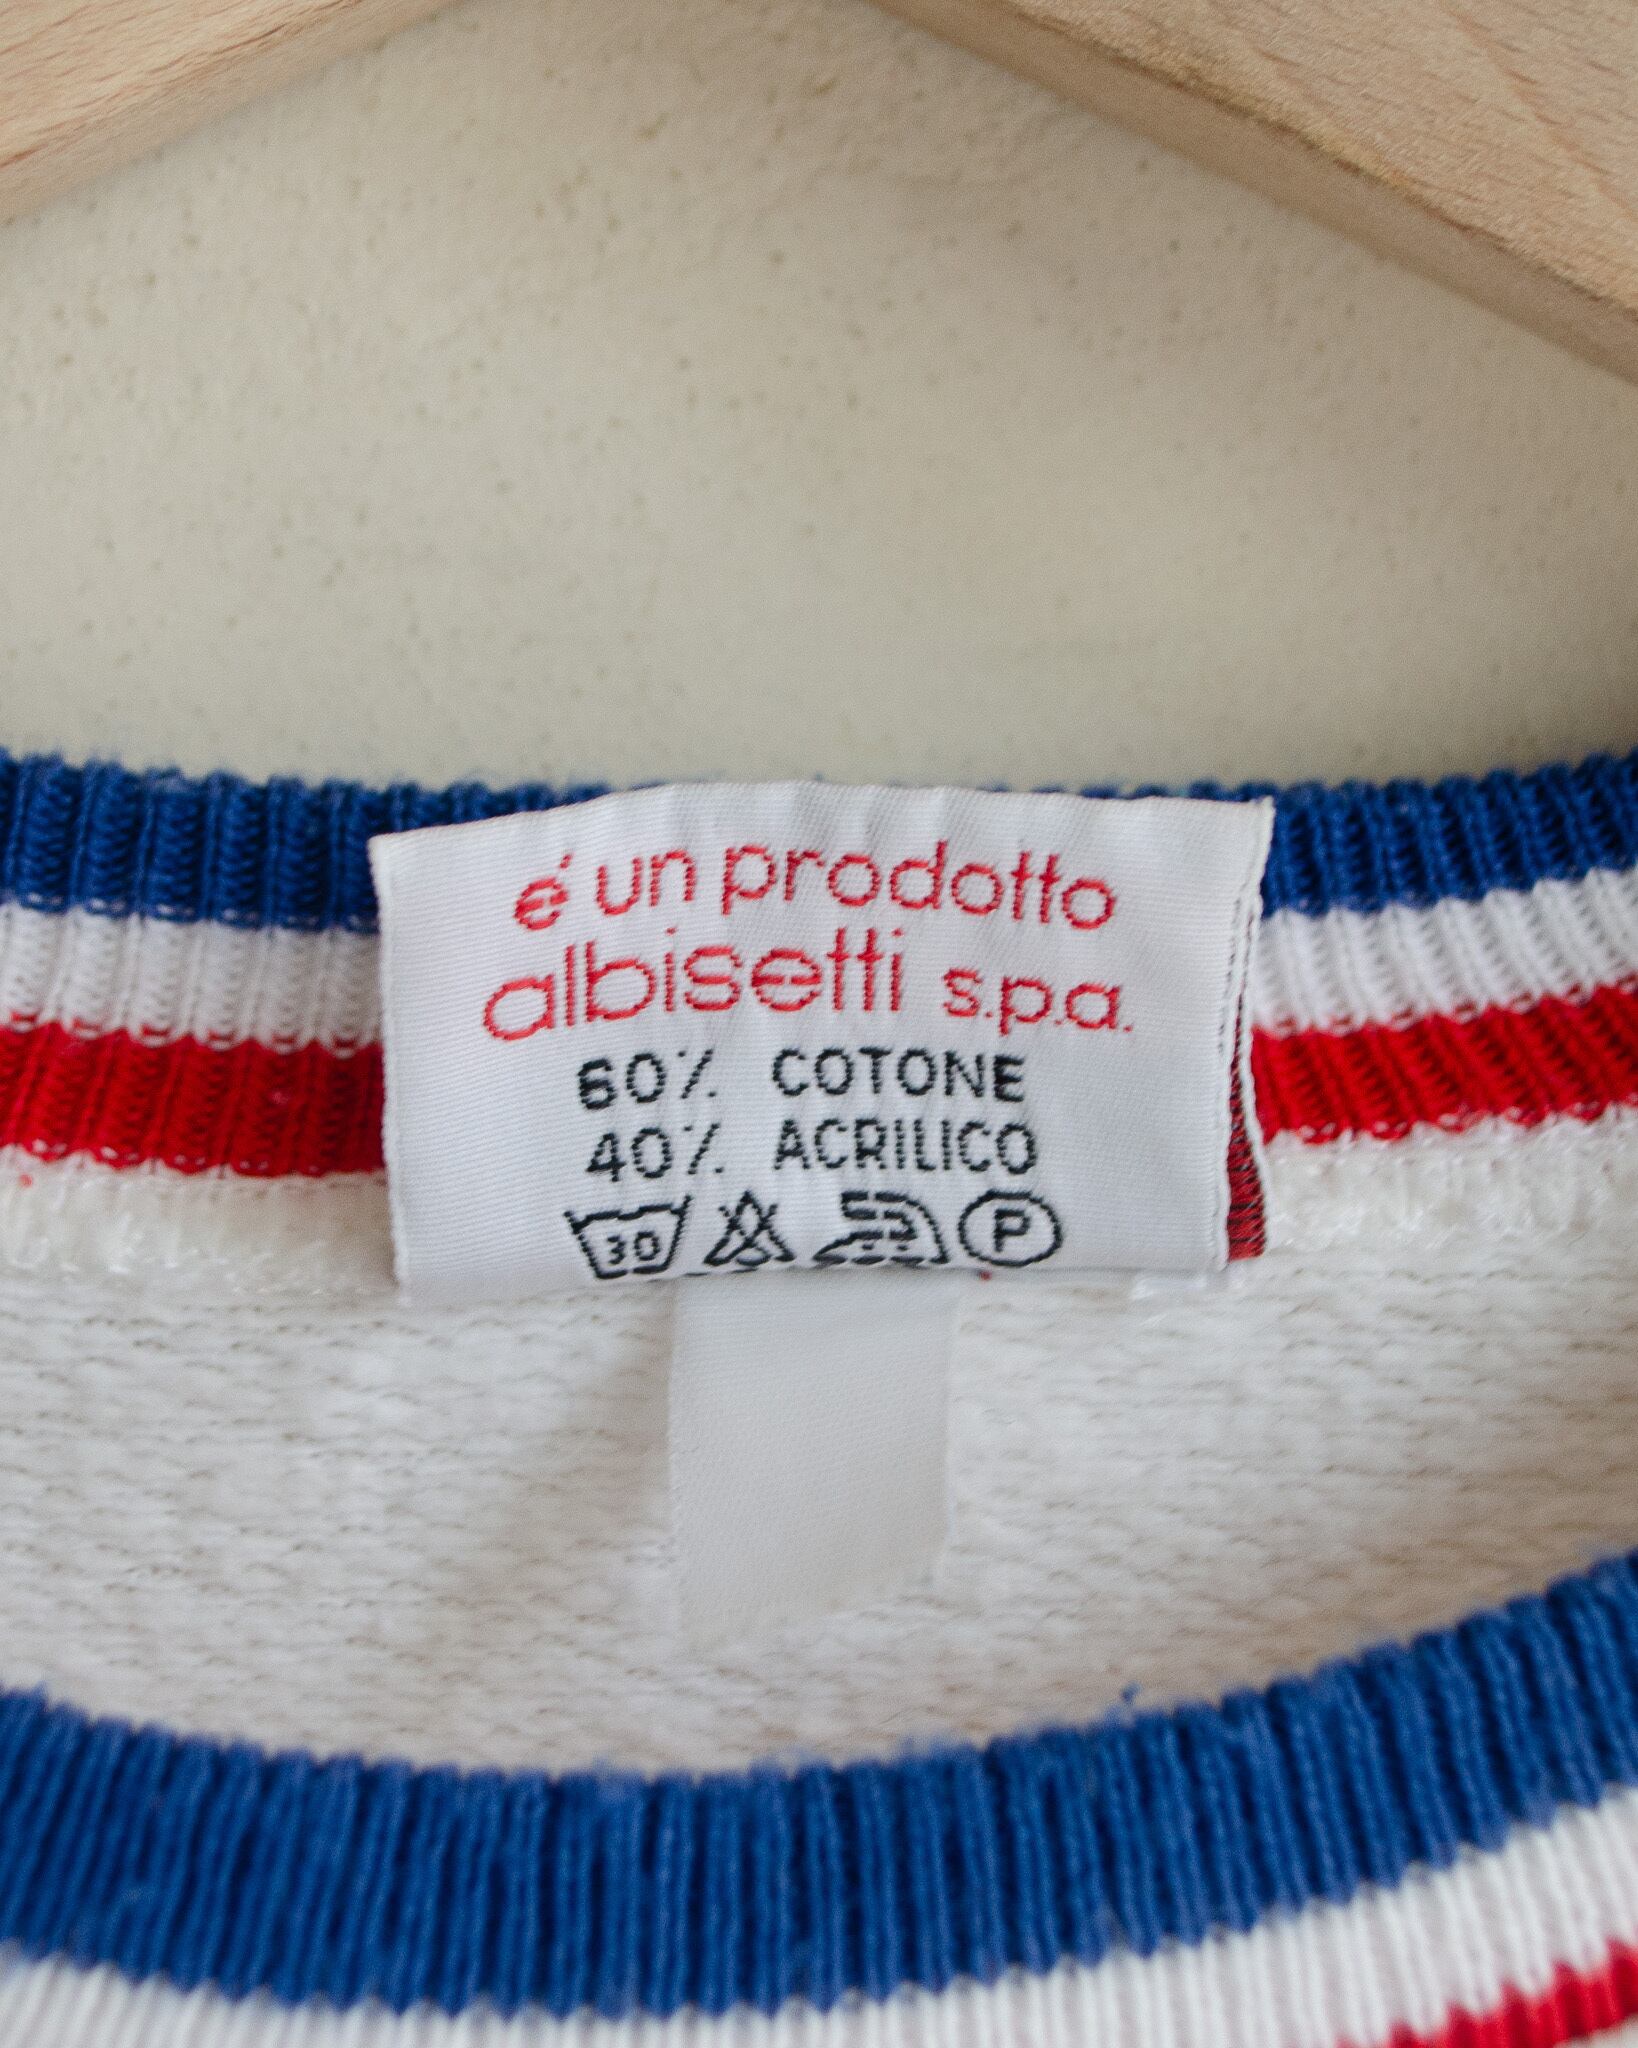 é un prodotto
albisetti s.p.a.
60% COTONE
40% ACRILICO
30 P